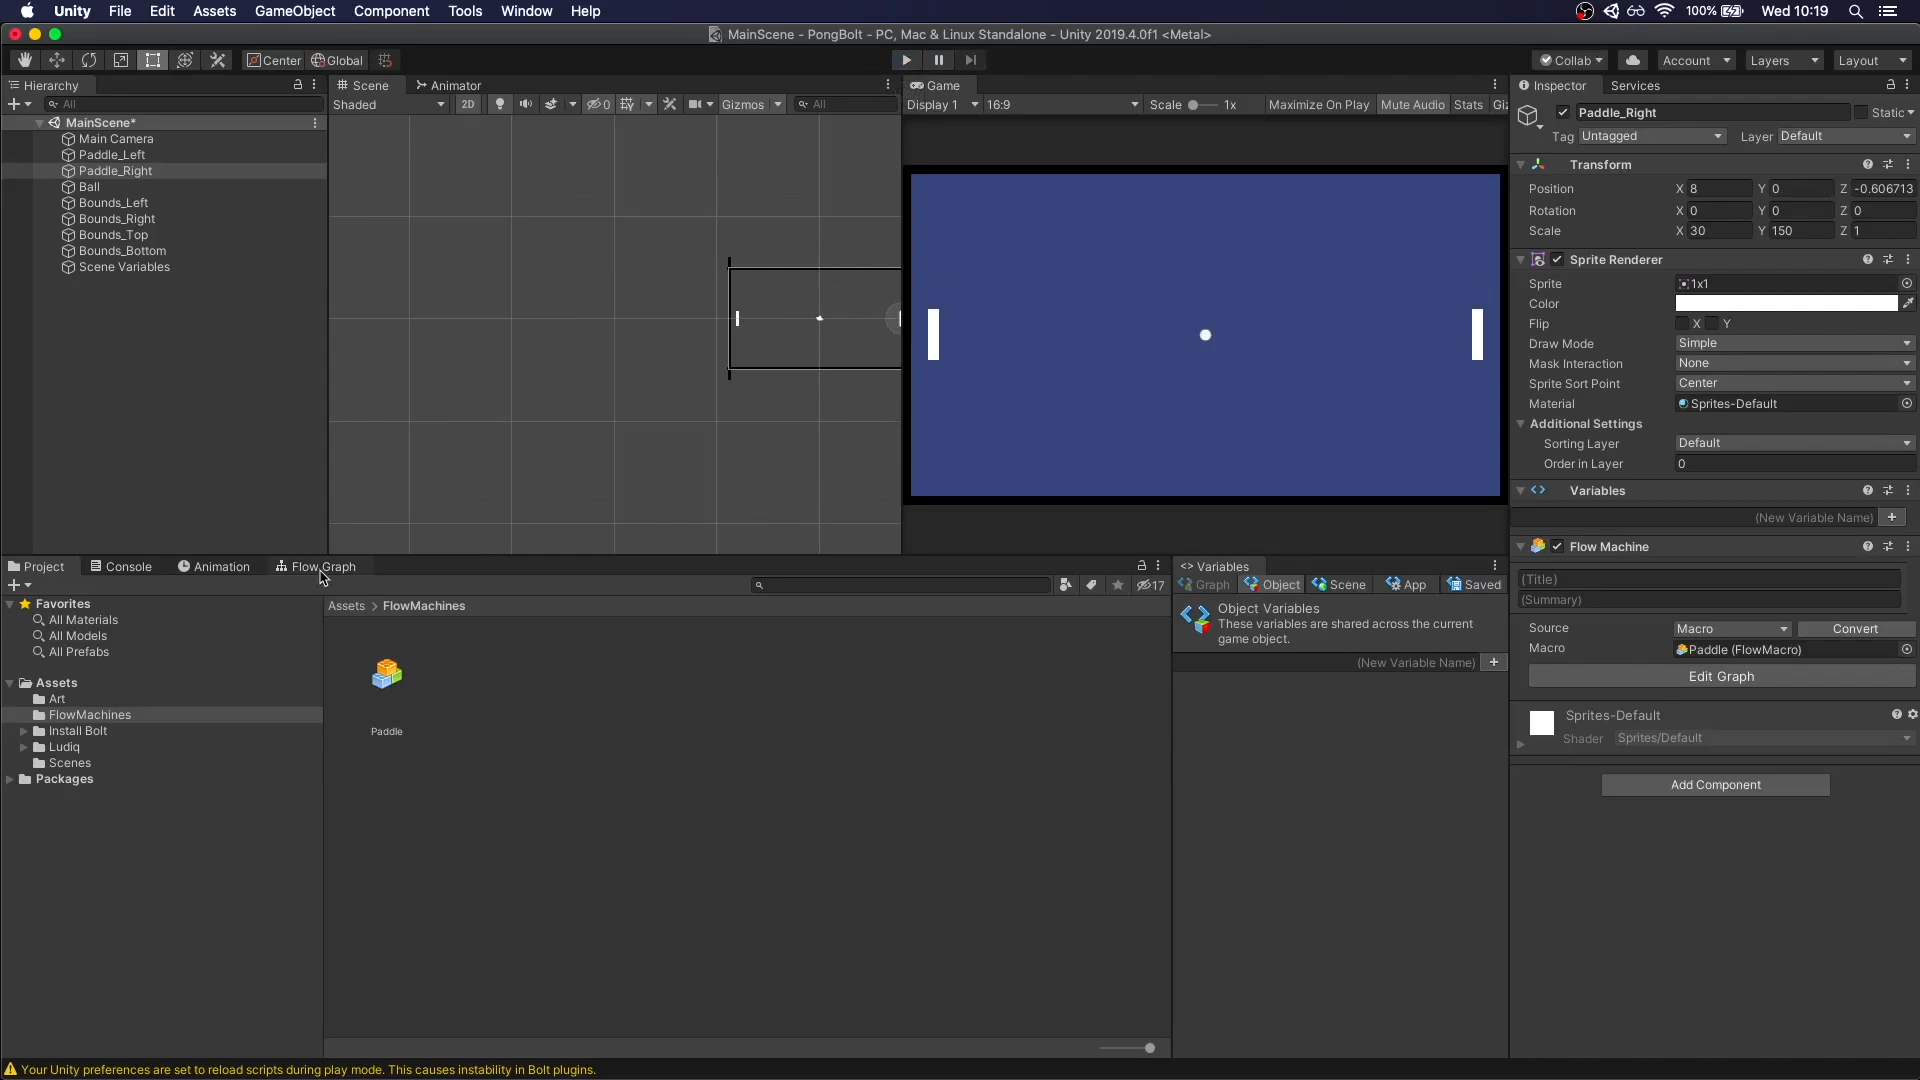 Unity File Edit Assets GameObject Component Tools Window Help 100% Wed 10:19
MainScene - PongBolt - PC, Mac & Linux Standalone - Unity 2019.4.0f1 <Metal>
Center Global Collab Account Layers Layout
Hierarchy
All
MainScene*
Main Camera
Paddle_Left
Paddle_Right
Ball
Bounds_Left
Bounds_Right
Bounds_Top
Bounds_Bottom
Scene Variables
Scene Animator
Shaded 2D 0 Gizmos All
Game
Display 1 16:9 Scale 1x Maximize On Play Mute Audio Stats Giz
Inspector Services
Paddle_Right Static
Tag Untagged Layer Default
Transform
Position X 8 Y 0 Z -0.606713
Rotation X 0 Y 0 Z 0
Scale X 30 Y 150 Z 1
Sprite Renderer
Sprite 1x1
Color
Flip X Y
Draw Mode Simple
Mask Interaction None
Sprite Sort Point Center
Material Sprites-Default
Additional Settings
Sorting Layer Default
Order in Layer 0
Variables
(New Variable Name)
Flow Machine
(Title)
(Summary)
Source Macro Convert
Macro Paddle (FlowMacro)
Edit Graph
Sprites-Default
Shader Sprites/Default
Add Component
Project Console Animation Flow Graph
17
Favorites
All Materials
All Models
All Prefabs
Assets
Art
FlowMachines
Install Bolt
Ludiq
Scenes
Packages
Assets > FlowMachines
Paddle
<> Variables
Graph Object Scene App Saved
Object Variables
These variables are shared across the current
game object.
(New Variable Name)
Your Unity preferences are set to reload scripts during play mode. This causes instability in Bolt plugins.